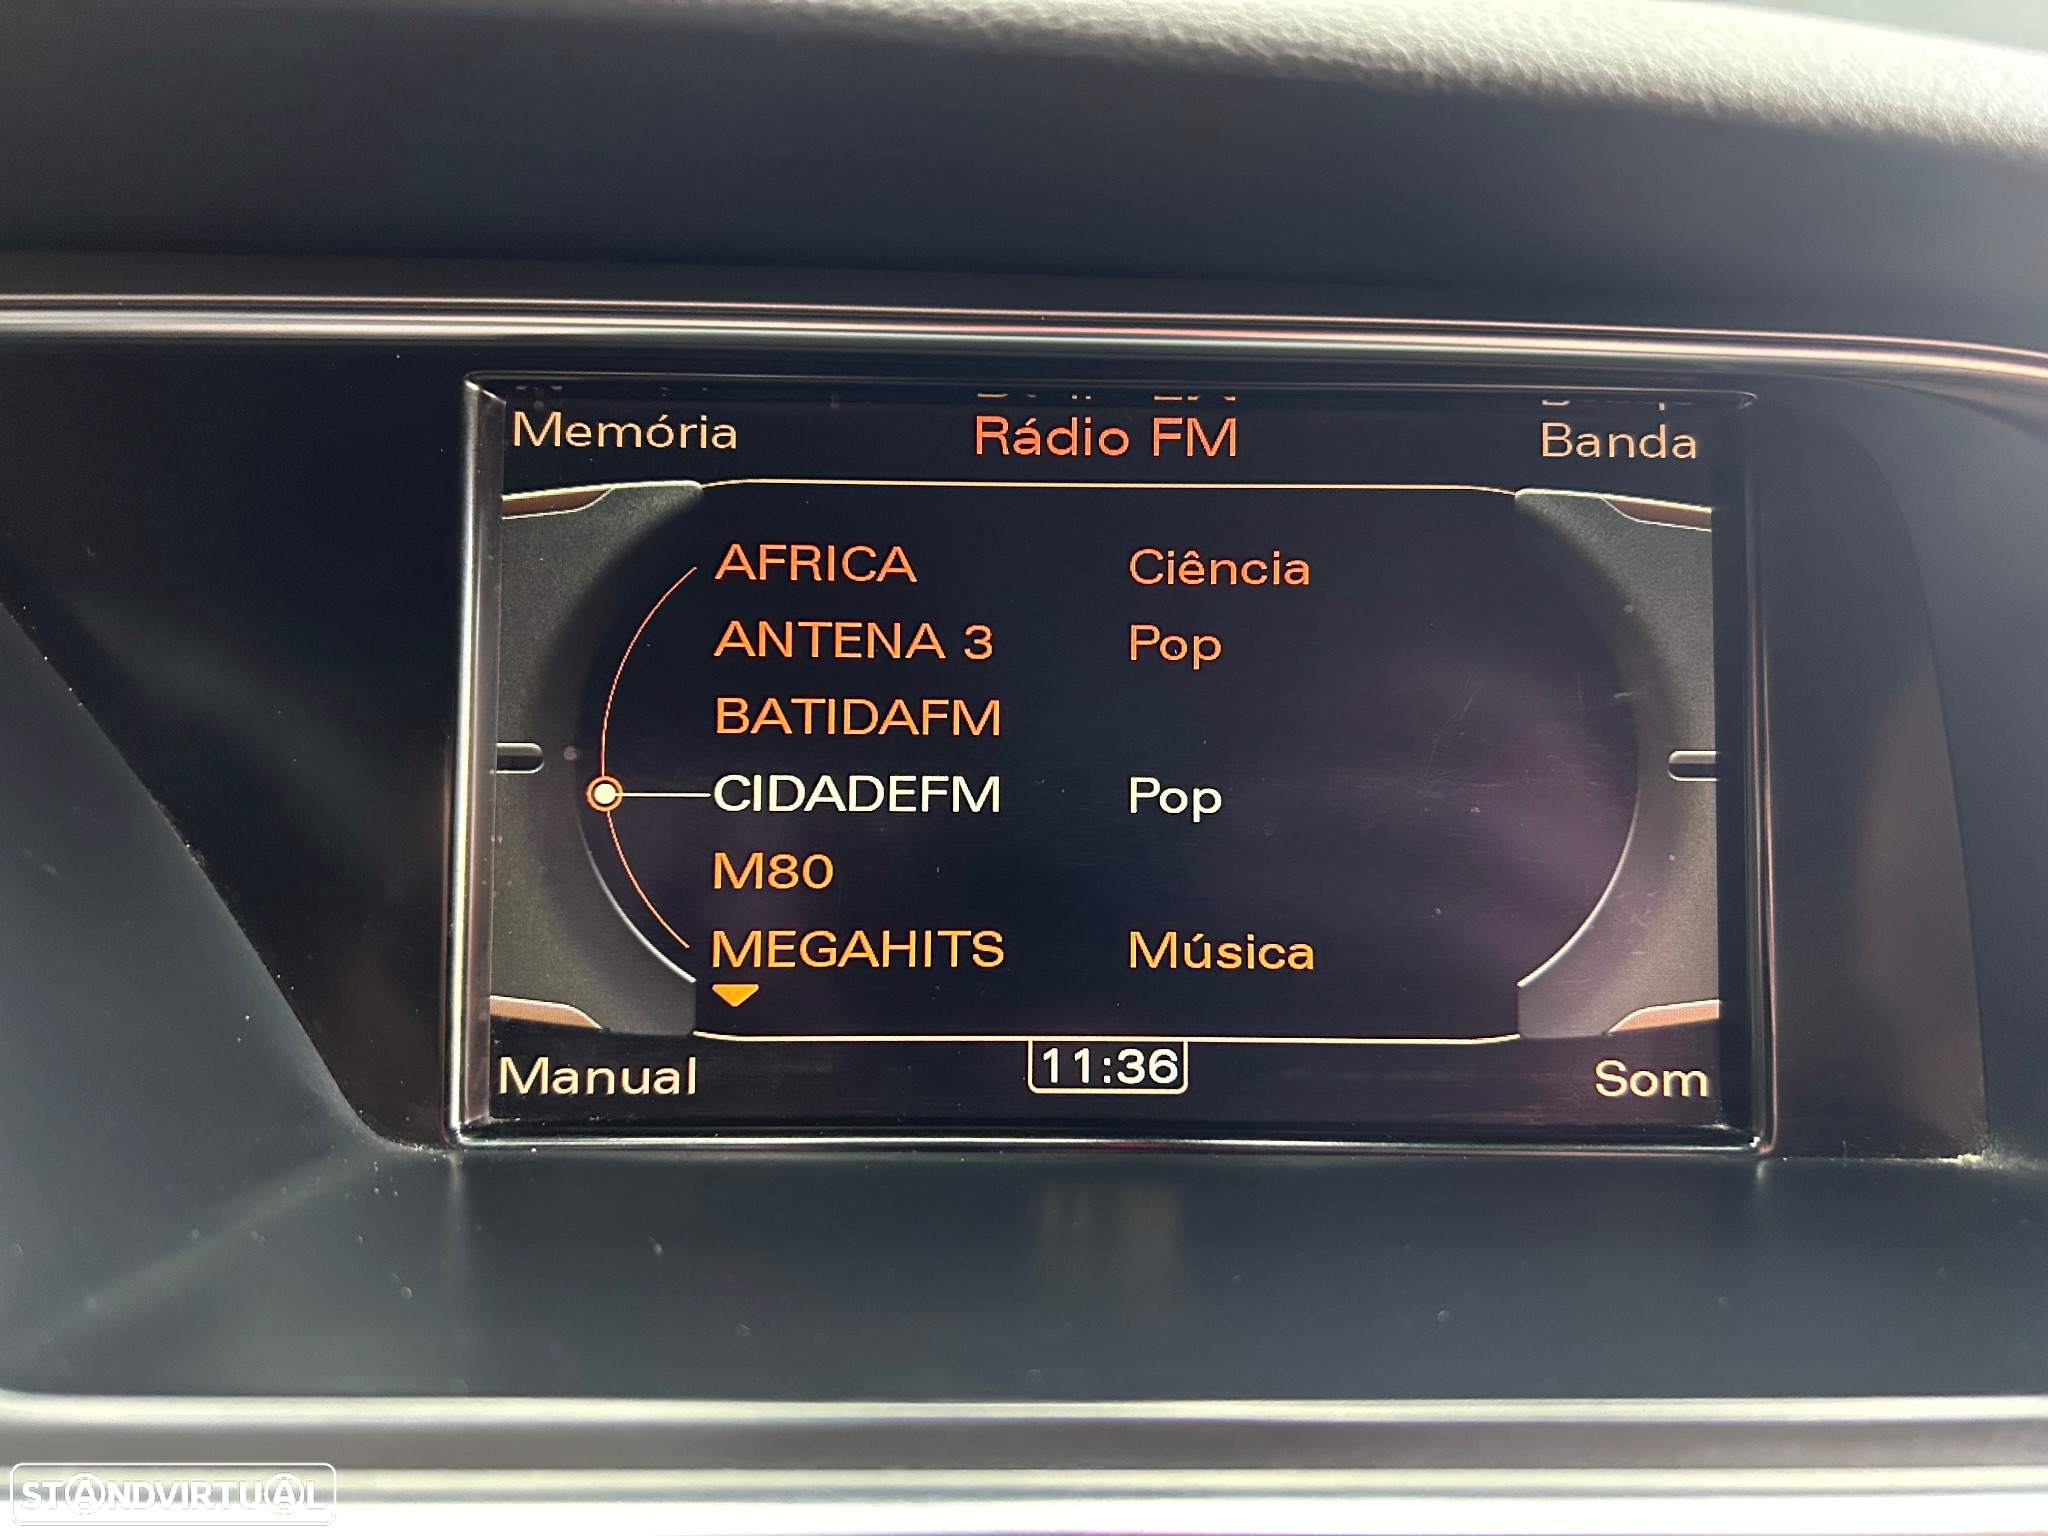 Memória Rádio FM Banda
AFRICA Ciência
ANTENA 3 Pop
BATIDAFM
CIDADEFM Pop
M80
MEGAHITS Música
Manual 11:36 Som
STANDVIRTUAL